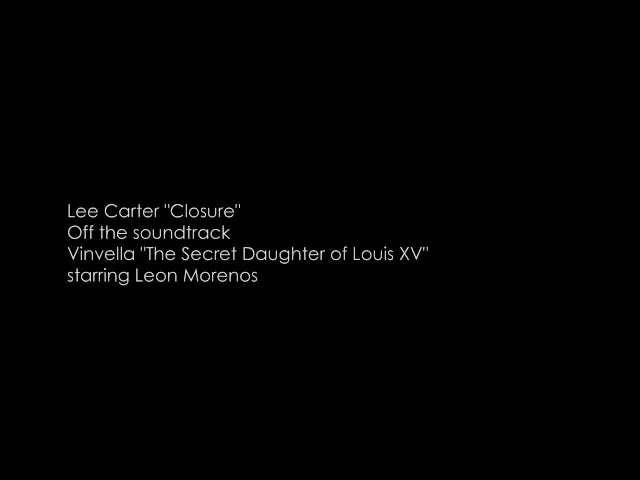 Lee Carter "Closure"
Off the soundtrack
Vinvella "The Secret Daughter of Louis XV"
starring Leon Morenos